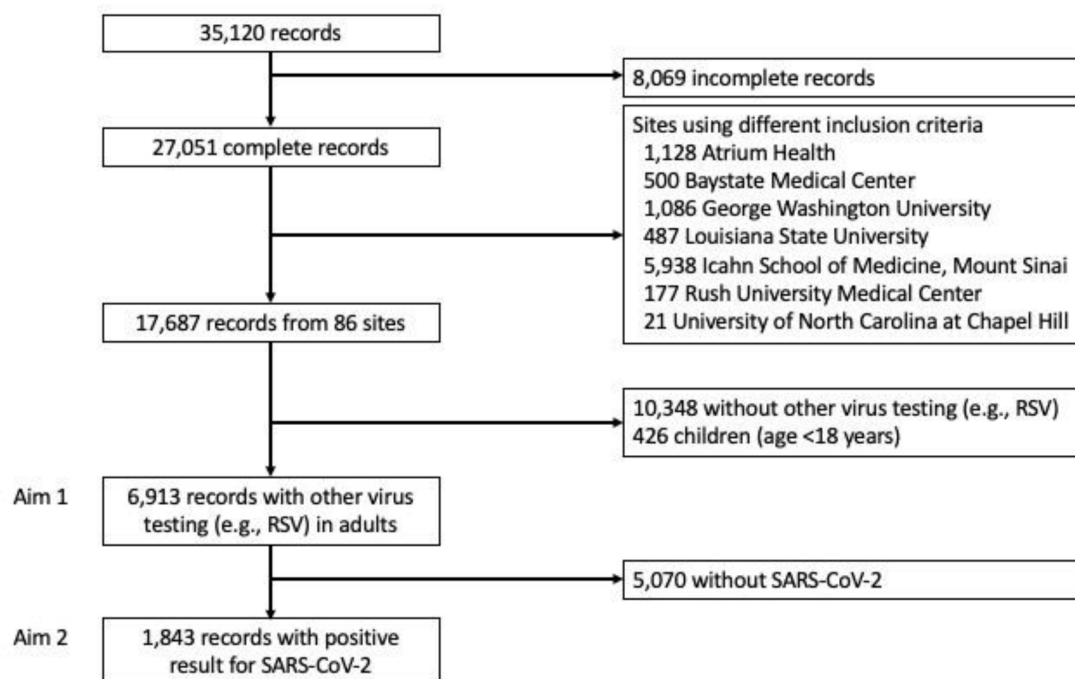 35,120 records
8,069 incomplete records
27,051 complete records
Sites using different inclusion criteria
1,128 Atrium Health
500 Baystate Medical Center
1,086 George Washington University
487 Louisiana State University
5,938 Icahn School of Medicine, Mount Sinai
177 Rush University Medical Center
21 University of North Carolina at Chapel Hill
17,687 records from 86 sites
10,348 without other virus testing (e.g., RSV)
426 children (age <18 years)
Aim 1
6,913 records with other virus
testing (e.g., RSV) in adults
5,070 without SARS-CoV-2
Aim 2
1,843 records with positive
result for SARS-CoV-2